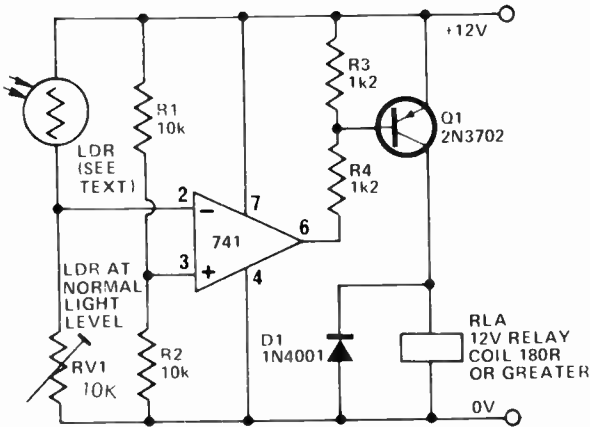 +12V
R3
1k2
R1
10k
Q1
2N3702
LDR
(SEE
TEXT)
R4
1k2
2
7
6
−
741
3
+
4
LDR AT
NORMAL
LIGHT
LEVEL
RV1
10K
R2
10k
D1
1N4001
RLA
12V RELAY
COIL 180R
OR GREATER
0V